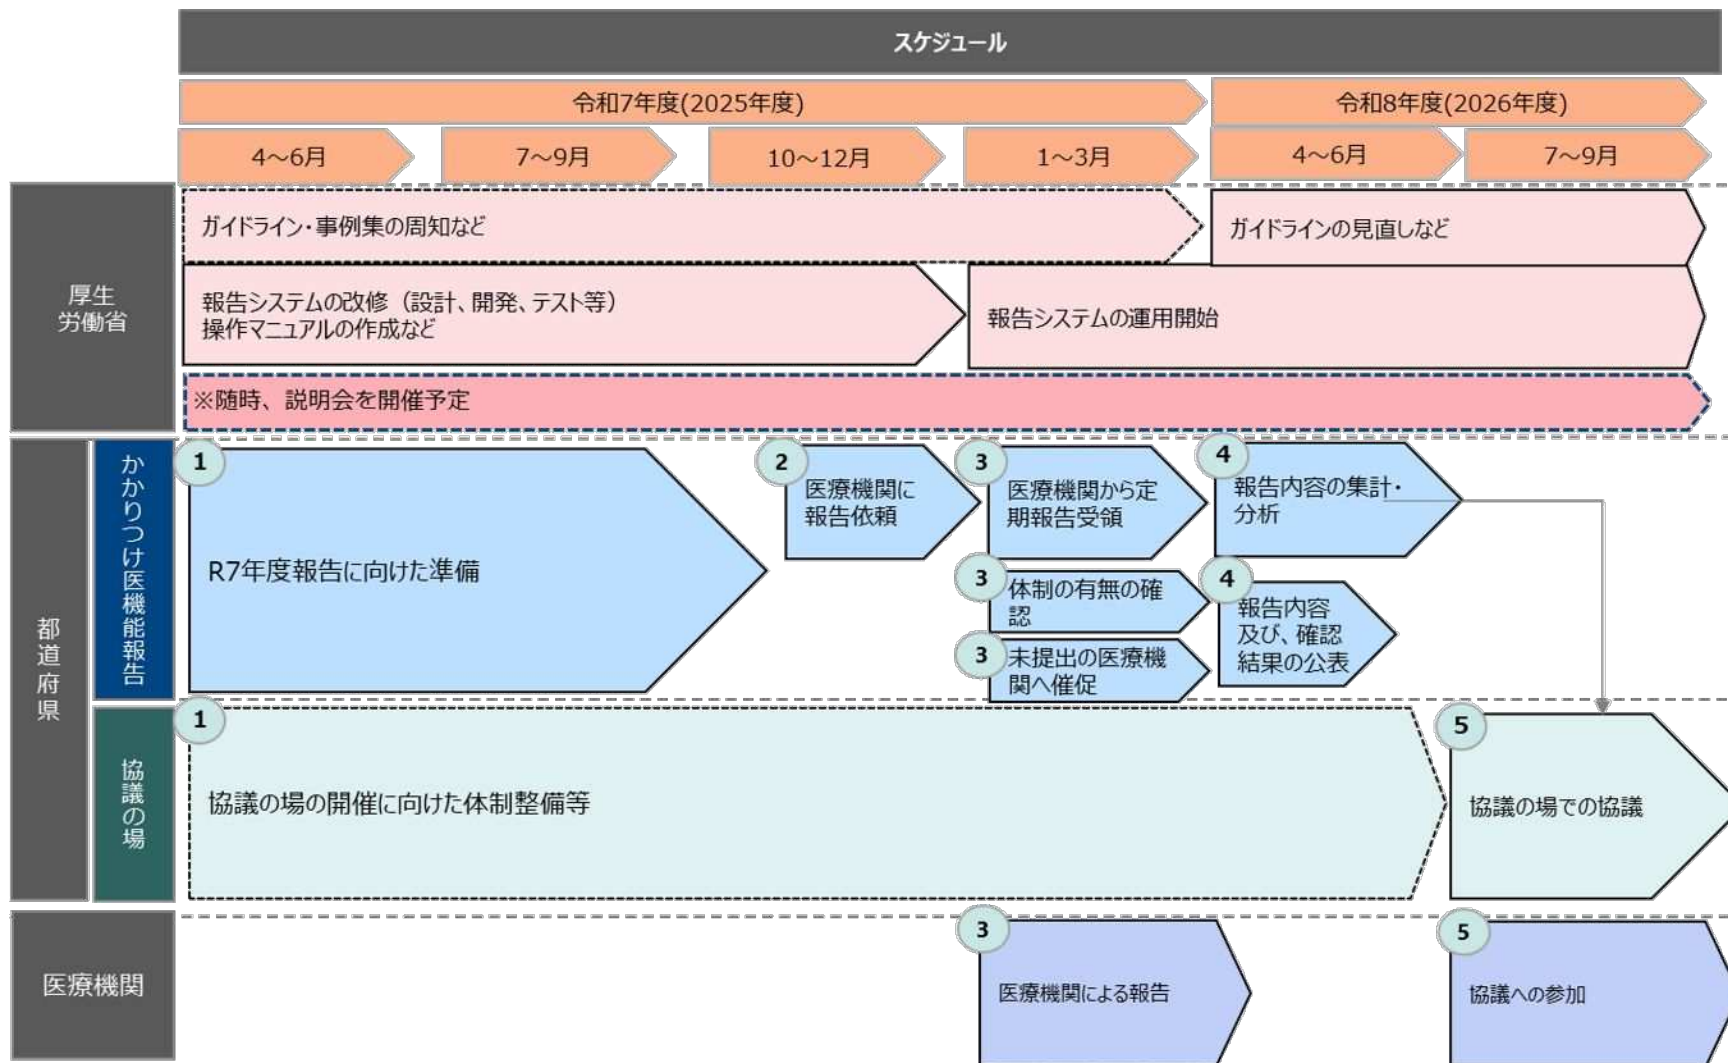 スケジュール
令和7年度(2025年度)
令和8年度(2026年度)
4～6月
7～9月
10～12月
1～3月
4～6月
7～9月
厚生
労働省
ガイドライン・事例集の周知など
ガイドラインの見直しなど
報告システムの改修（設計、開発、テスト等）
操作マニュアルの作成など
報告システムの運用開始
※随時、説明会を開催予定
都道府県
かかりつけ医機能報告
1
R7年度報告に向けた準備
2
医療機関に
報告依頼
3
医療機関から定
期報告受領
3
体制の有無の確
認
3
未提出の医療機
関へ催促
4
報告内容の集計・
分析
4
報告内容
及び、確認
結果の公表
協議の場
1
協議の場の開催に向けた体制整備等
5
協議の場での協議
医療機関
3
医療機関による報告
5
協議への参加